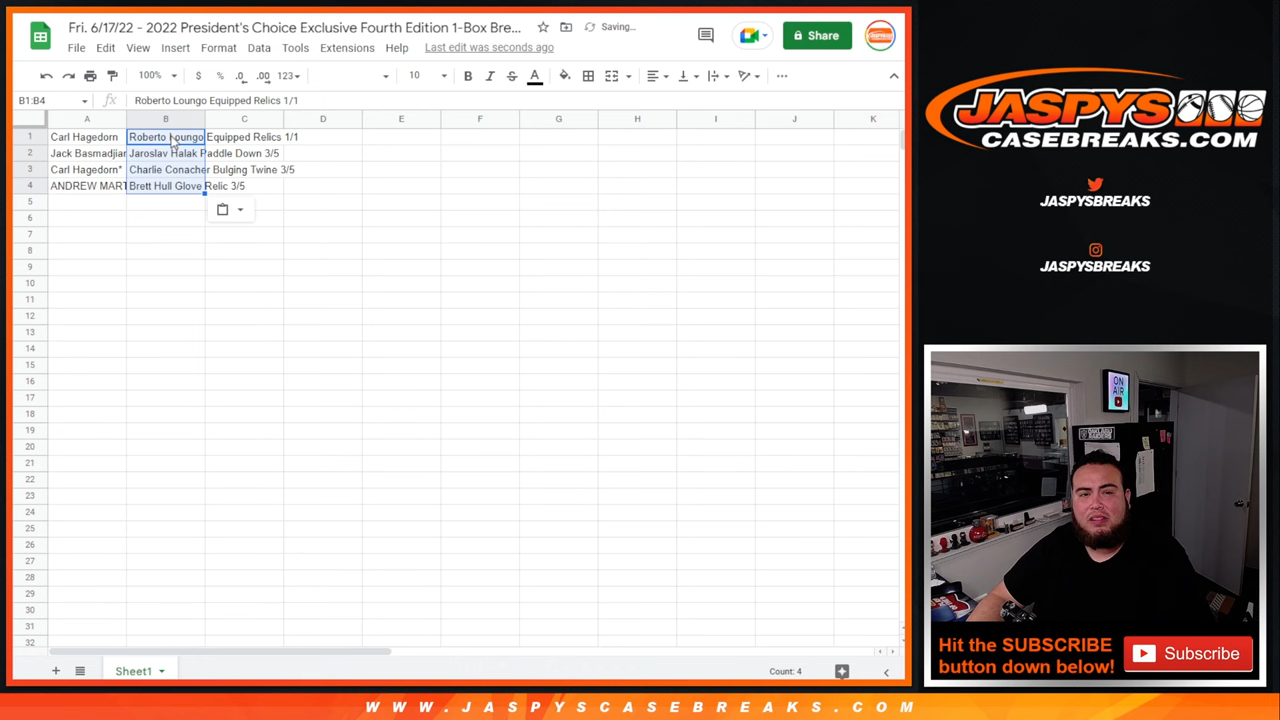 Fri. 6/17/22 - 2022 President's Choice Exclusive Fourth Edition 1-Box Bre...
Saving...
File Edit View Insert Format Data Tools Extensions Help Last edit was seconds ago
Share
100% $ % .0 .00 123 10 B I S A
B1:B4 fx Roberto Loungo Equipped Relics 1/1
A B C D E F G H I J K
1 Carl Hagedorn Roberto Loungo Equipped Relics 1/1
2 Jack Basmadjian Jaroslav Halak Paddle Down 3/5
3 Carl Hagedorn* Charlie Conacher Bulging Twine 3/5
4 ANDREW MART Brett Hull Glove Relic 3/5
5
6
7
8
9
10
11
12
13
14
15
16
17
18
19
20
21
22
23
24
25
26
27
28
29
30
31
32
Sheet1
Count: 4
JASPYS
CASEBREAKS.COM
JASPYSBREAKS
JASPYSBREAKS
ON
AIR
Hit the SUBSCRIBE
button down below!
Subscribe
WWW.JASPYSCASEBREAKS.COM